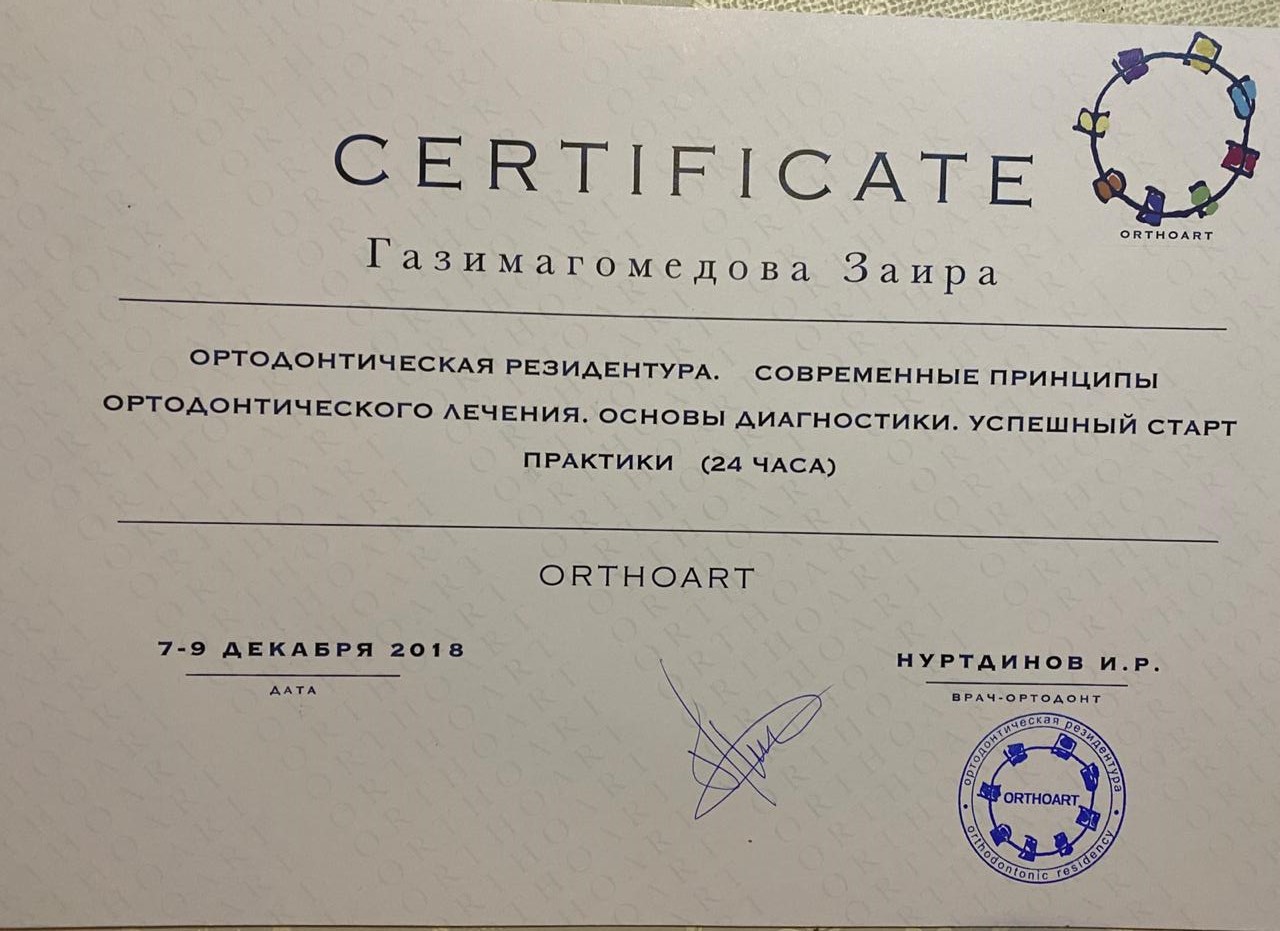 CERTIFICATE
ORTHOART
Газимагомедова Заира
ОРТОДОНТИЧЕСКАЯ РЕЗИДЕНТУРА. СОВРЕМЕННЫЕ ПРИНЦИПЫ
ОРТОДОНТИЧЕСКОГО ЛЕЧЕНИЯ. ОСНОВЫ ДИАГНОСТИКИ. УСПЕШНЫЙ СТАРТ
ПРАКТИКИ (24 ЧАСА)
ORTHOART
7-9 ДЕКАБРЯ 2018
ДАТА
НУРТДИНОВ И.Р.
ВРАЧ-ОРТОДОНТ
ортодонтическая резидентура
ORTHOART
orthodontonic residency